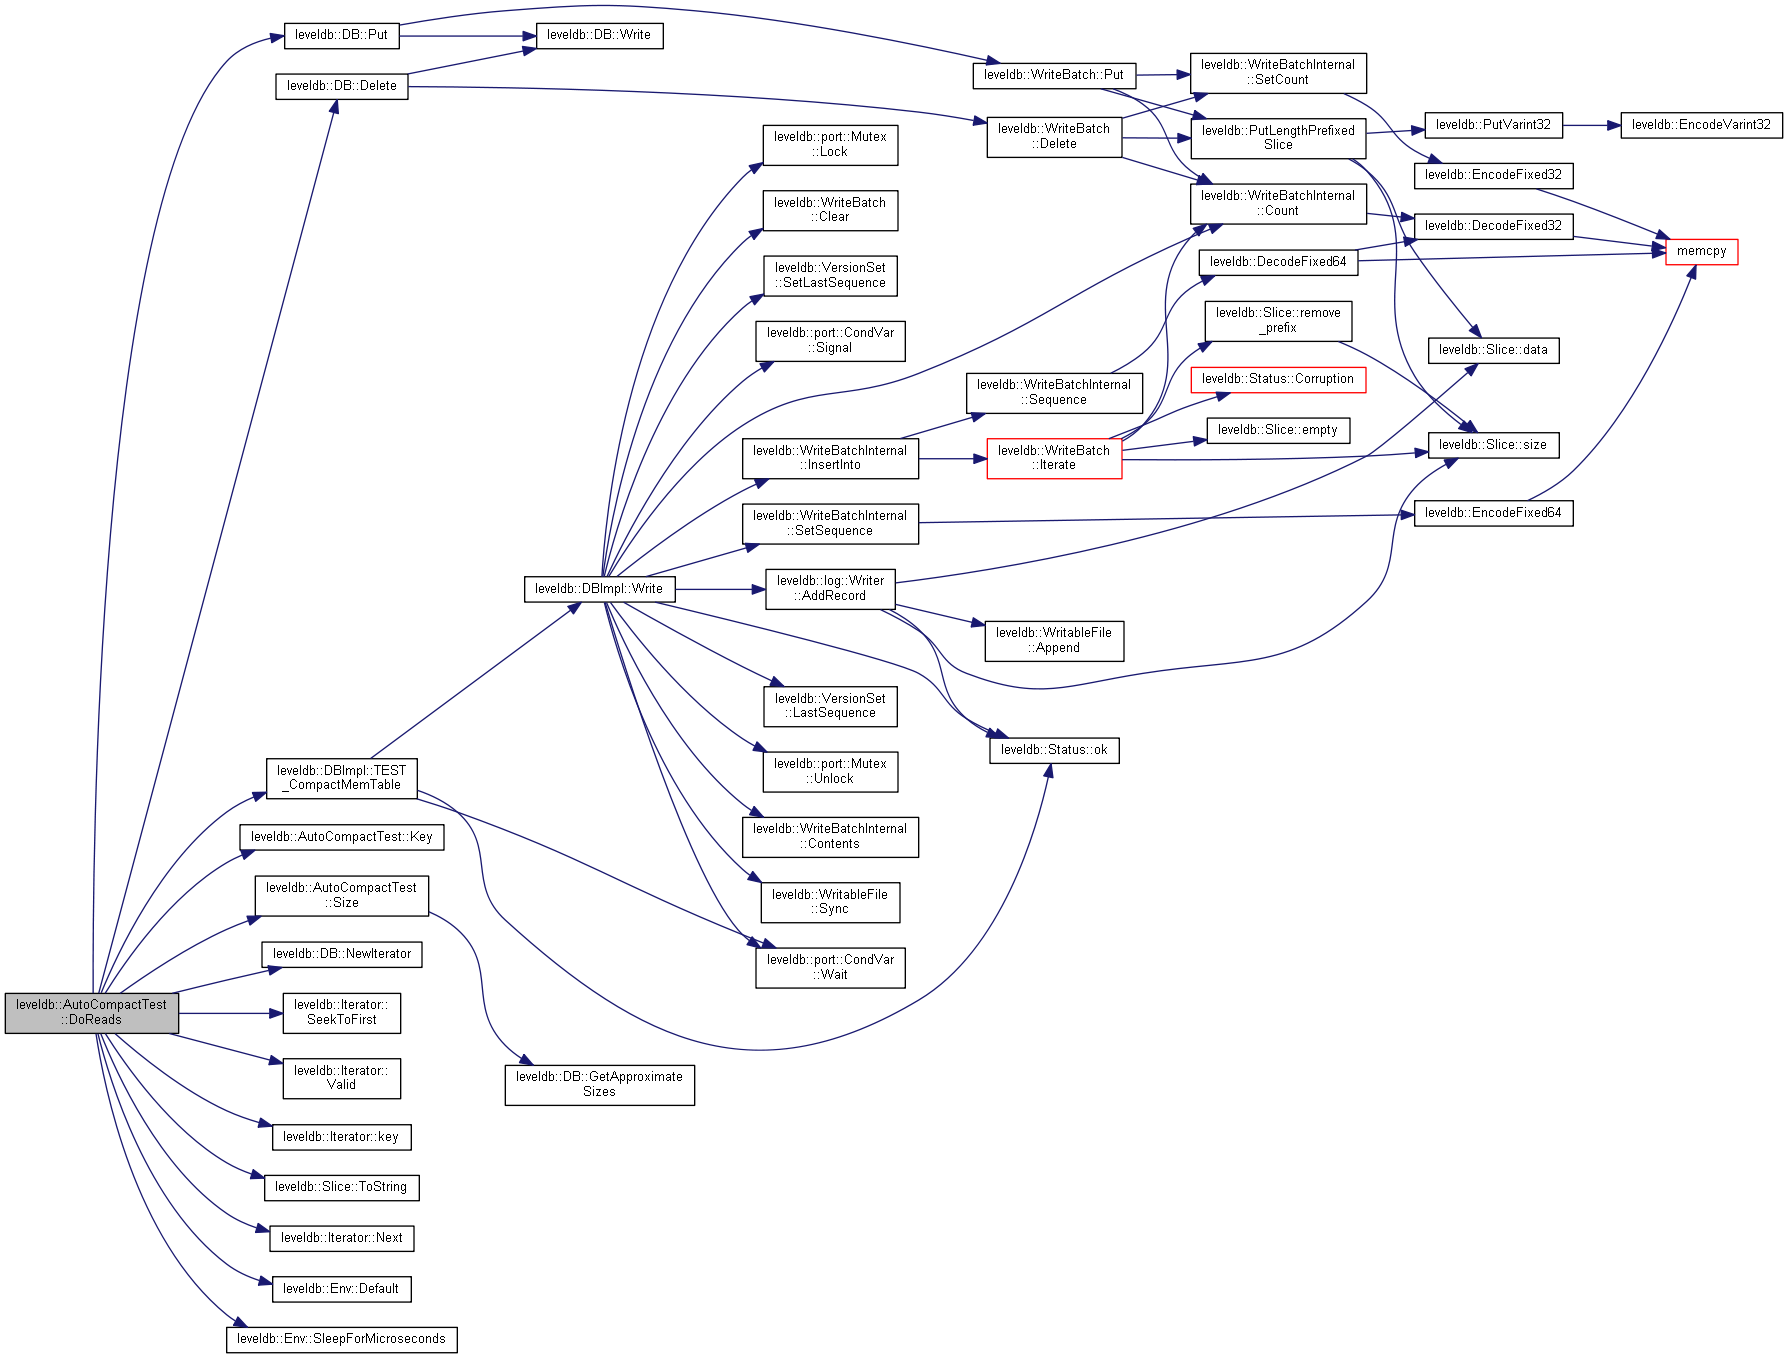 leveldb::DB::Put
leveldb::DB::Write
leveldb::DB::Delete
leveldb::WriteBatch::Put
leveldb::WriteBatchInternal
::SetCount
leveldb::WriteBatch
::Delete
leveldb::PutLengthPrefixed
Slice
leveldb::PutVarint32
leveldb::EncodeVarint32
leveldb::port::Mutex
::Lock
leveldb::EncodeFixed32
leveldb::WriteBatch
::Clear
leveldb::WriteBatchInternal
::Count
leveldb::DecodeFixed32
memcpy
leveldb::VersionSet
::SetLastSequence
leveldb::DecodeFixed64
leveldb::port::CondVar
::Signal
leveldb::Slice::remove
_prefix
leveldb::Slice::data
leveldb::WriteBatchInternal
::Sequence
leveldb::Status::Corruption
leveldb::Slice::empty
leveldb::Slice::size
leveldb::WriteBatchInternal
::InsertInto
leveldb::WriteBatch
::Iterate
leveldb::WriteBatchInternal
::SetSequence
leveldb::EncodeFixed64
leveldb::DBImpl::Write
leveldb::log::Writer
::AddRecord
leveldb::WritableFile
::Append
leveldb::VersionSet
::LastSequence
leveldb::Status::ok
leveldb::DBImpl::TEST
_CompactMemTable
leveldb::port::Mutex
::Unlock
leveldb::AutoCompactTest::Key
leveldb::WriteBatchInternal
::Contents
leveldb::AutoCompactTest
::Size
leveldb::WritableFile
::Sync
leveldb::DB::NewIterator
leveldb::port::CondVar
::Wait
leveldb::AutoCompactTest
::DoReads
leveldb::Iterator::
SeekToFirst
leveldb::Iterator::
Valid
leveldb::DB::GetApproximate
Sizes
leveldb::Iterator::key
leveldb::Slice::ToString
leveldb::Iterator::Next
leveldb::Env::Default
leveldb::Env::SleepForMicroseconds